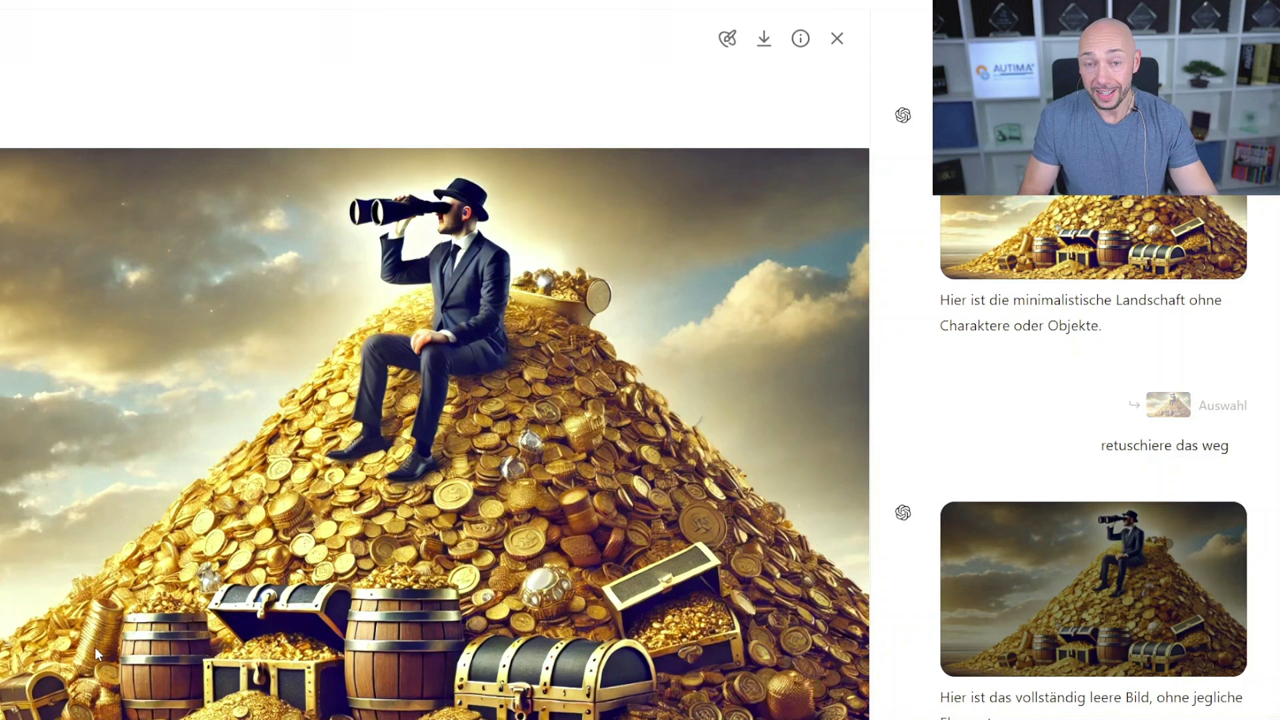 AUTIMA
Hier ist die minimalistische Landschaft ohne
Charaktere oder Objekte.
Auswahl
retuschiere das weg
Hier ist das vollständig leere Bild, ohne jegliche